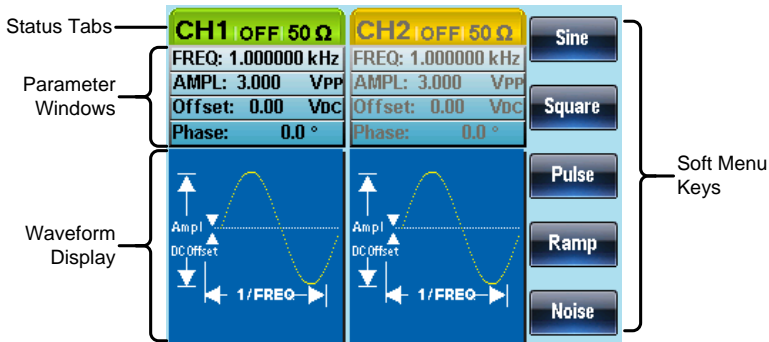 Status Tabs
CH1 OFF 50 Ω
CH2 OFF 50 Ω
Sine
Parameter
Windows
FREQ: 1.000000 kHz
AMPL: 3.000 VPP
Offset: 0.00 VDC
Phase: 0.0 °
FREQ: 1.000000 kHz
AMPL: 3.000 VPP
Offset: 0.00 VDC
Phase: 0.0 °
Square
Pulse
Soft Menu
Keys
Waveform
Display
Ampl
DC Offset
1/FREQ
Ampl
DC Offset
1/FREQ
Ramp
Noise